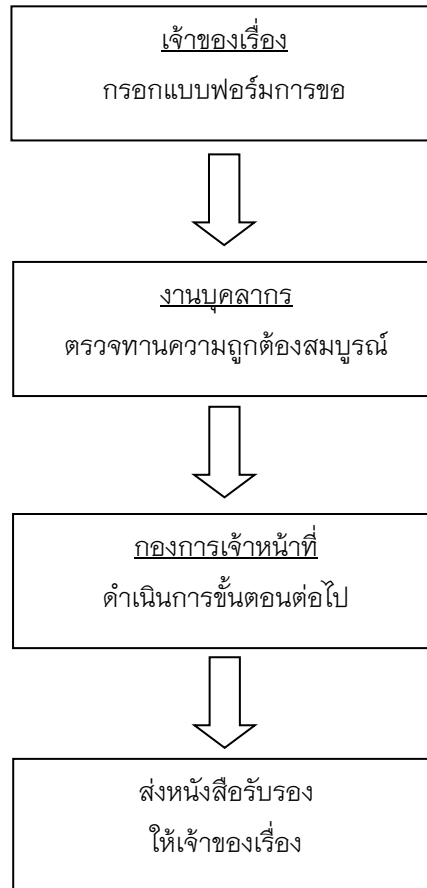 เจ้าของเรื่อง
กรอกแบบฟอร์มการขอ
งานบุคลากร
ตรวจทานความถูกต้องสมบูรณ์
กองการเจ้าหน้าที่
ดำเนินการขั้นตอนต่อไป
ส่งหนังสือรับรอง
ให้เจ้าของเรื่อง